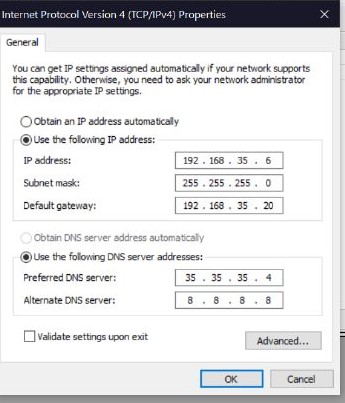 Internet Protocol Version 4 (TCP/IPv4) Properties
General
You can get IP settings assigned automatically if your network supports
this capability. Otherwise, you need to ask your network administrator
for the appropriate IP settings.
Obtain an IP address automatically
Use the following IP address:
IP address: 192 . 168 . 35 . 6
Subnet mask: 255 . 255 . 255 . 0
Default gateway: 192 . 168 . 35 . 20
Obtain DNS server address automatically
Use the following DNS server addresses:
Preferred DNS server: 35 . 35 . 35 . 4
Alternate DNS server: 8 . 8 . 8 . 8
Validate settings upon exit
Advanced...
OK Cancel